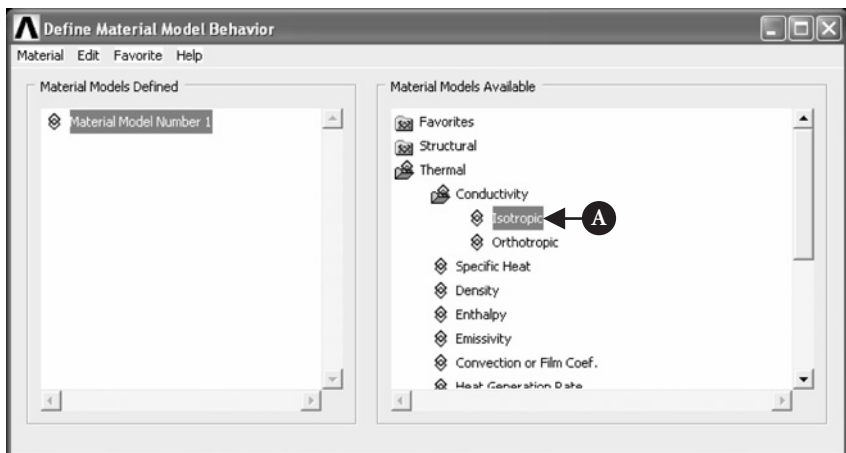 Define Material Model Behavior
Material Edit Favorite Help
Material Models Defined
Material Model Number 1
Material Models Available
Favorites
Structural
Thermal
Conductivity
Isotropic
A
Orthotropic
Specific Heat
Density
Enthalpy
Emissivity
Convection or Film Coef.
Heat Generation Rate